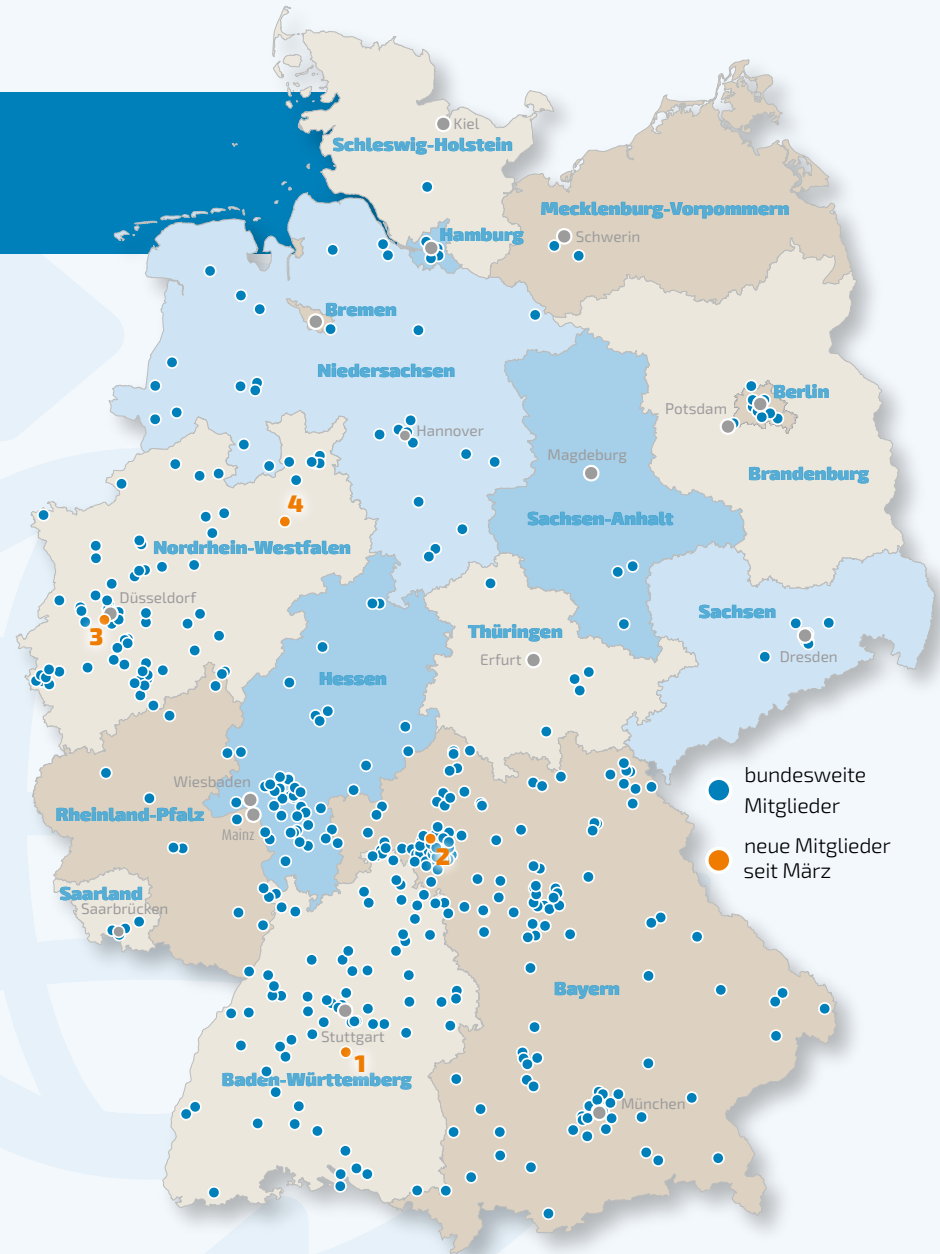 Kiel
Schleswig-Holstein
Mecklenburg-Vorpommern
Hamburg
Schwerin
Bremen
Niedersachsen
Berlin
Potsdam
Hannover
Magdeburg
Brandenburg
4
Sachsen-Anhalt
Nordrhein-Westfalen
Düsseldorf
3
Sachsen
Thüringen
Erfurt
Dresden
Hessen
bundesweite
Mitglieder
Wiesbaden
Rheinland-Pfalz
Mainz
neue Mitglieder
seit März
2
Saarland
Saarbrücken
Bayern
Stuttgart
1
Baden-Württemberg
München